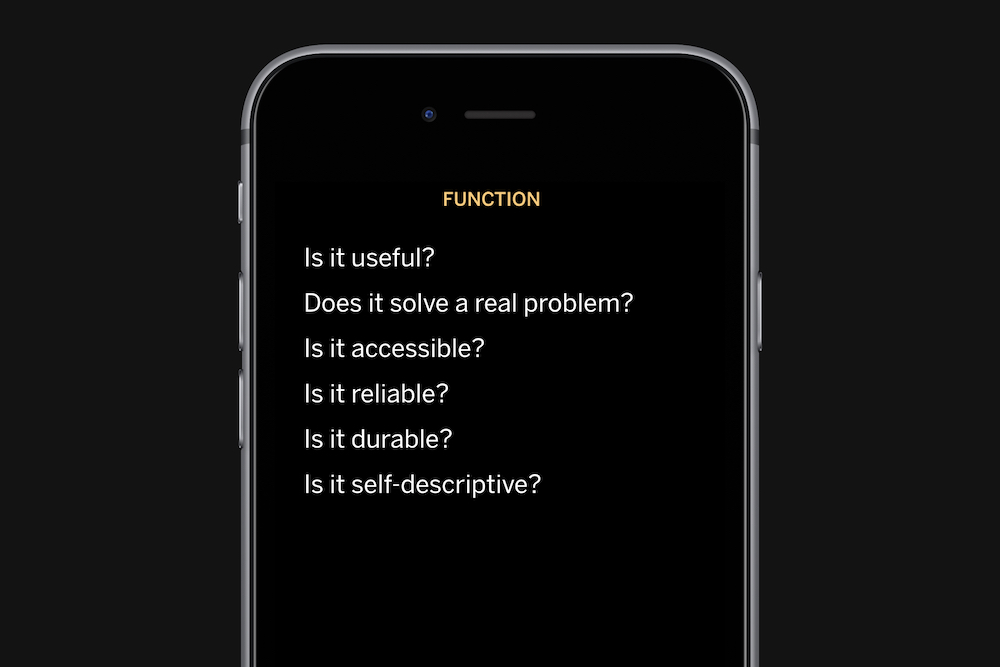 FUNCTION
Is it useful?
Does it solve a real problem?
Is it accessible?
Is it reliable?
Is it durable?
Is it self-descriptive?